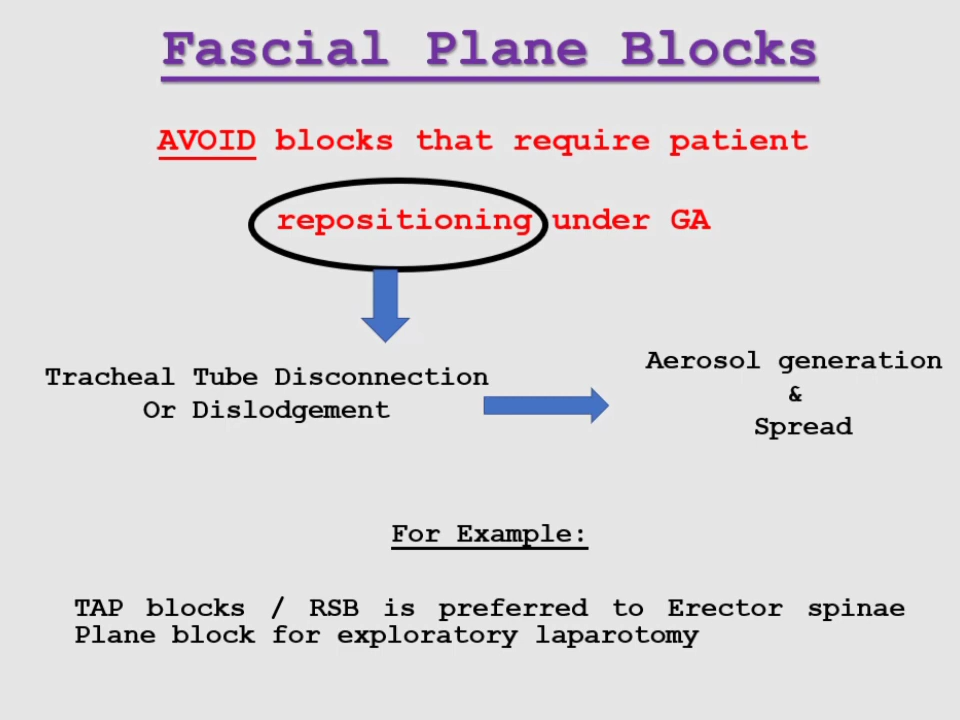 Fascial Plane Blocks
AVOID blocks that require patient
repositioning under GA
Tracheal Tube Disconnection
Or Dislodgement
Aerosol generation
&
Spread
For Example:
TAP blocks / RSB is preferred to Erector spinae
Plane block for exploratory laparotomy